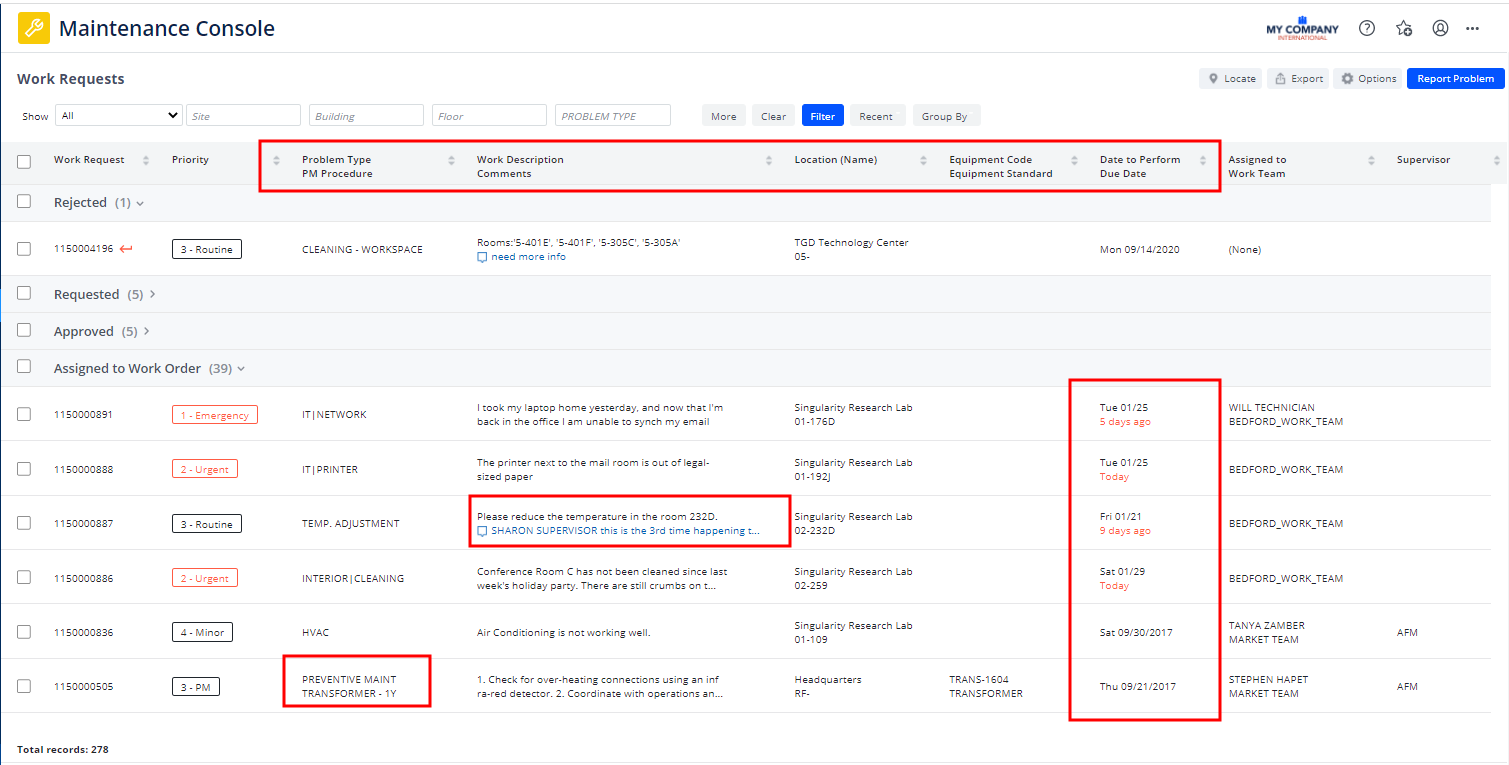 Maintenance Console
MY COMPANY
INTERNATIONAL
Work Requests
Locate Export Options Report Problem
Show All Site Building Floor PROBLEM TYPE More Clear Filter Recent Group By
Work Request Priority Problem Type Work Description Location (Name) Equipment Code Date to Perform Assigned to Supervisor
PM Procedure Comments Equipment Standard Due Date Work Team
Rejected (1)
1150004196 3 - Routine CLEANING - WORKSPACE Rooms:'5-401E', '5-401F', '5-305C', '5-305A' TGD Technology Center Mon 09/14/2020 (None)
need more info 05-
Requested (5)
Approved (5)
Assigned to Work Order (39)
1150000891 1 - Emergency IT|NETWORK I took my laptop home yesterday, and now that I'm Singularity Research Lab Tue 01/25 WILL TECHNICIAN
back in the office I am unable to synch my email 01-176D 5 days ago BEDFORD_WORK_TEAM
1150000888 2 - Urgent IT|PRINTER The printer next to the mail room is out of legal- Singularity Research Lab Tue 01/25 BEDFORD_WORK_TEAM
sized paper 01-192J Today
1150000887 3 - Routine TEMP. ADJUSTMENT Please reduce the temperature in the room 232D. Singularity Research Lab Fri 01/21 BEDFORD_WORK_TEAM
SHARON SUPERVISOR this is the 3rd time happening t... 02-232D 9 days ago
1150000886 2 - Urgent INTERIOR|CLEANING Conference Room C has not been cleaned since last Singularity Research Lab Sat 01/29 BEDFORD_WORK_TEAM
week's holiday party. There are still crumbs on t... 02-259 Today
1150000836 4 - Minor HVAC Air Conditioning is not working well. Singularity Research Lab Sat 09/30/2017 TANYA ZAMBER AFM
01-109 MARKET TEAM
1150000505 3 - PM PREVENTIVE MAINT 1. Check for over-heating connections using an inf Headquarters TRANS-1604 Thu 09/21/2017 STEPHEN HAPET AFM
TRANSFORMER - 1Y ra-red detector. 2. Coordinate with operations an... RF- TRANSFORMER MARKET TEAM
Total records: 278